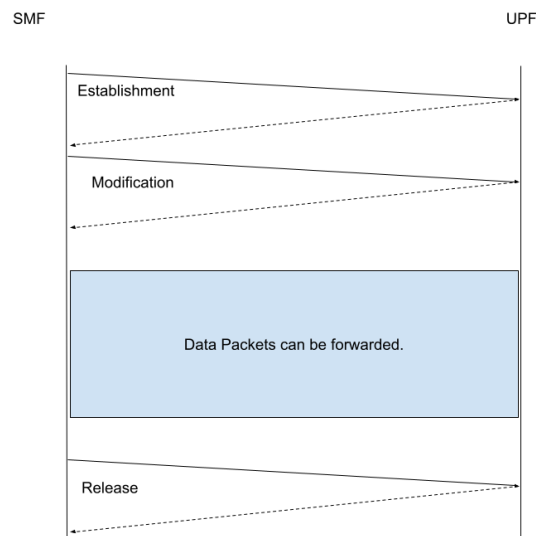 SMF
UPF
Establishment
Modification
Data Packets can be forwarded.
Release